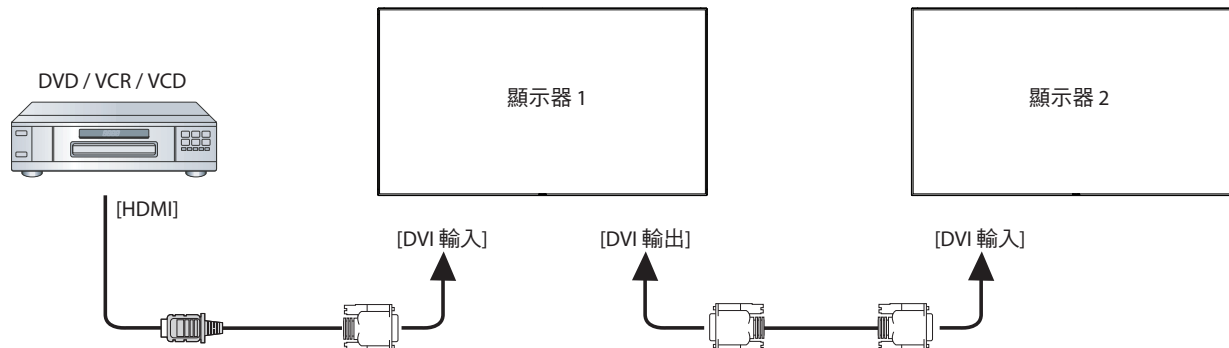 DVD / VCR / VCD
顯示器 1
顯示器 2
[HDMI]
[DVI 輸入]
[DVI 輸出]
[DVI 輸入]